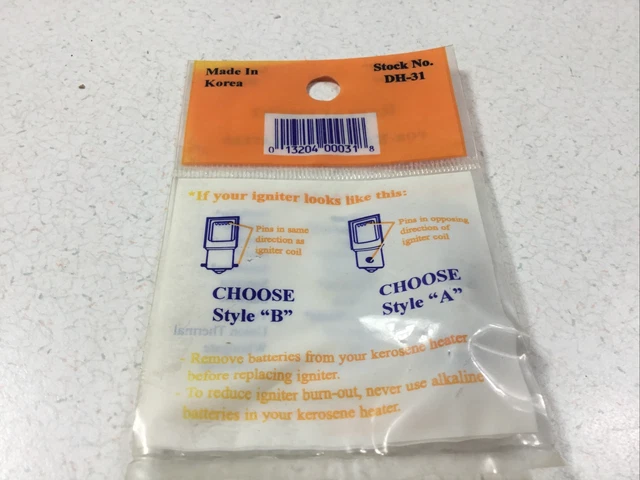 Made In
Korea
Stock No.
DH-31
0 13204 00031 8
*If your igniter looks like this:
Pins in same
direction as
igniter coil
CHOOSE
Style “B”
Pins in opposing
direction of
igniter coil
CHOOSE
Style “A”
- Remove batteries from your kerosene heater
before replacing igniter.
- To reduce igniter burn-out, never use alkaline
batteries in your kerosene heater.